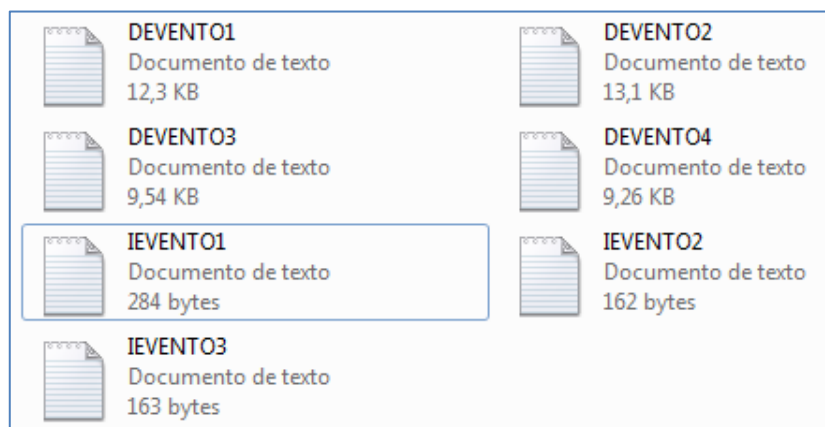 DEVENTO1
Documento de texto
12,3 KB
DEVENTO2
Documento de texto
13,1 KB
DEVENTO3
Documento de texto
9,54 KB
DEVENTO4
Documento de texto
9,26 KB
IEVENTO1
Documento de texto
284 bytes
IEVENTO2
Documento de texto
162 bytes
IEVENTO3
Documento de texto
163 bytes